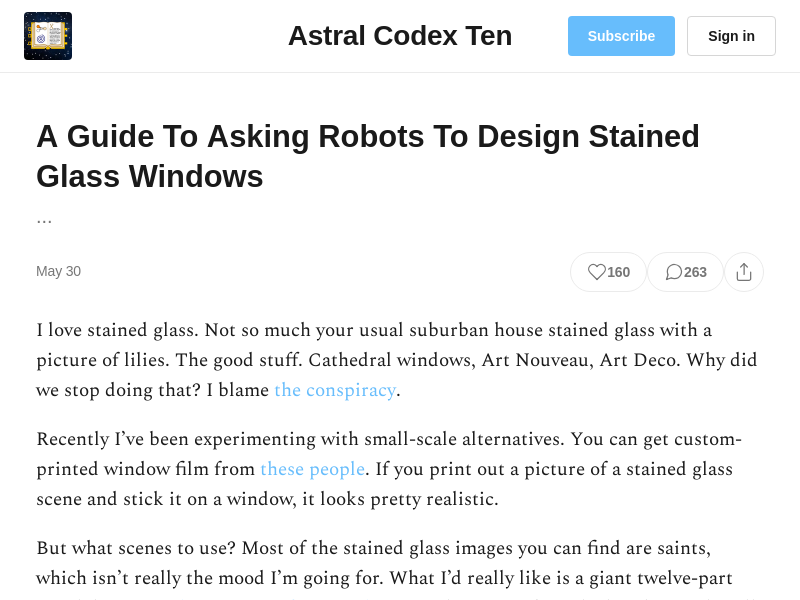 Astral Codex Ten
Subscribe
Sign in
A Guide To Asking Robots To Design Stained
Glass Windows
...
May 30
160
263
I love stained glass. Not so much your usual suburban house stained glass with a
picture of lilies. The good stuff. Cathedral windows, Art Nouveau, Art Deco. Why did
we stop doing that? I blame the conspiracy.
Recently I’ve been experimenting with small-scale alternatives. You can get custom-
printed window film from these people. If you print out a picture of a stained glass
scene and stick it on a window, it looks pretty realistic.
But what scenes to use? Most of the stained glass images you can find are saints,
which isn’t really the mood I’m going for. What I’d really like is a giant twelve-part